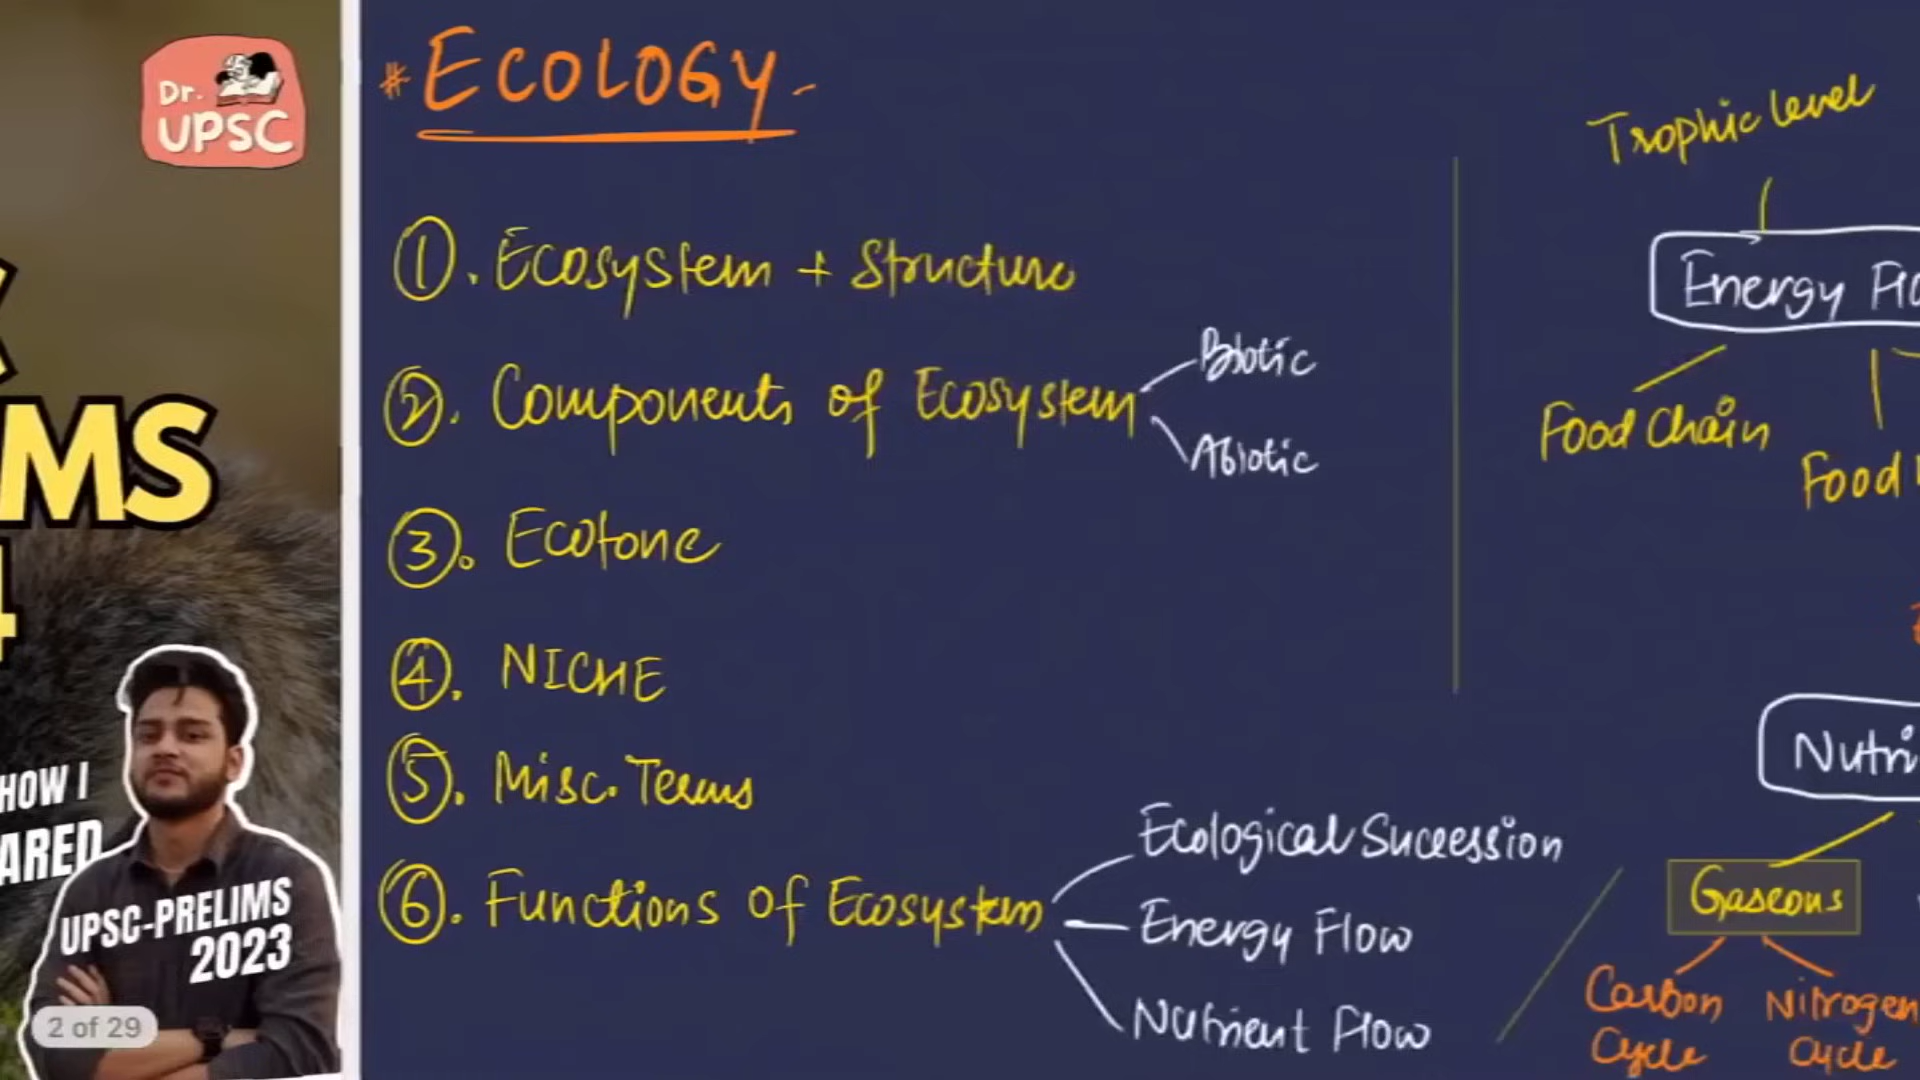 Dr.
UPSC
MS
4
HOW I
ARED
UPSC-PRELIMS
2023
2 of 29
* ECOLOGY -
①. Ecosystem + Structure
②. Components of Ecosystem
Biotic
Abiotic
③. Ecotone
④. NICHE
⑤. Misc. Terms
⑥. Functions of Ecosystem
Ecological Succession
Energy Flow
Nutrient Flow
Trophic level
Energy Flo
Food Chain
Food
Nutri
Gaseous
Carbon Cycle
Nitrogen Cycle